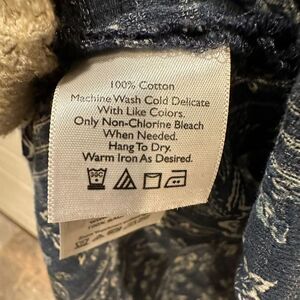 100% Cotton
Machine Wash Cold Delicate
With Like Colors.
Only Non-Chlorine Bleach
When Needed.
Hang To Dry.
Warm Iron As Desired.